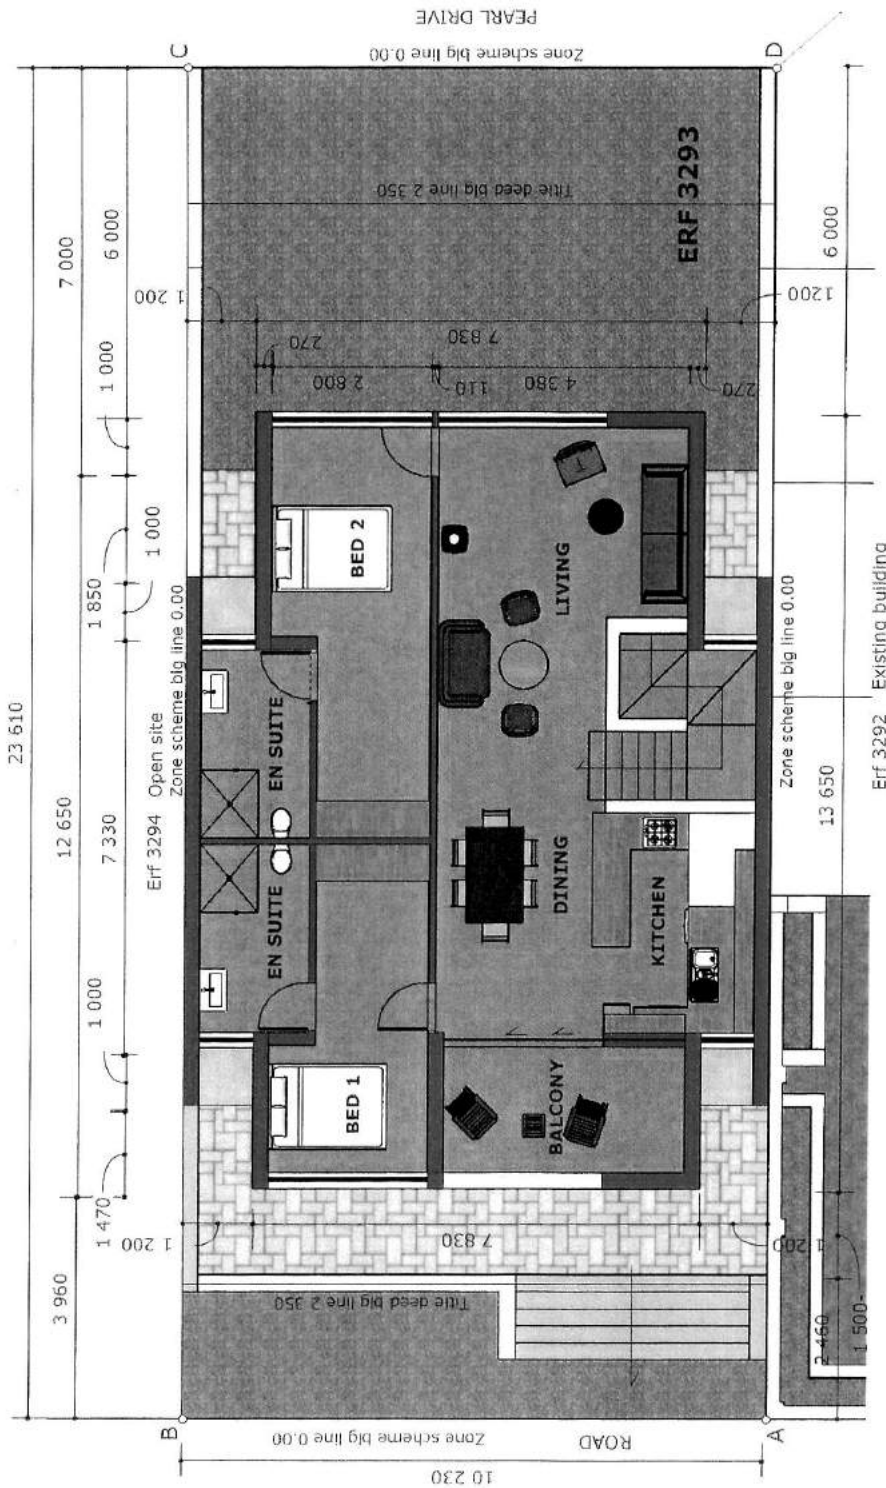 23 610
3 960
12 650
7 000
1 470
1 000
7 330
1 850
1 000
1 000
6 000
Erf 3294
Open site
Zone scheme blg line 0.00
B
C
Zone scheme blg line 0.00
ROAD
10 230
A
1 200
7 830
1 200
Title deed blg line 2 350
BED 1
EN SUITE
EN SUITE
BED 2
BALCONY
KITCHEN
DINING
LIVING
270
2 800
110
4 380
270
1 200
7 830
1200
Title deed blg line 2 350
ERF 3293
Zone scheme blg line 0.00
PEARL DRIVE
D
Zone scheme blg line 0.00
2 460
1 500
13 650
6 000
Erf 3292
Existing building